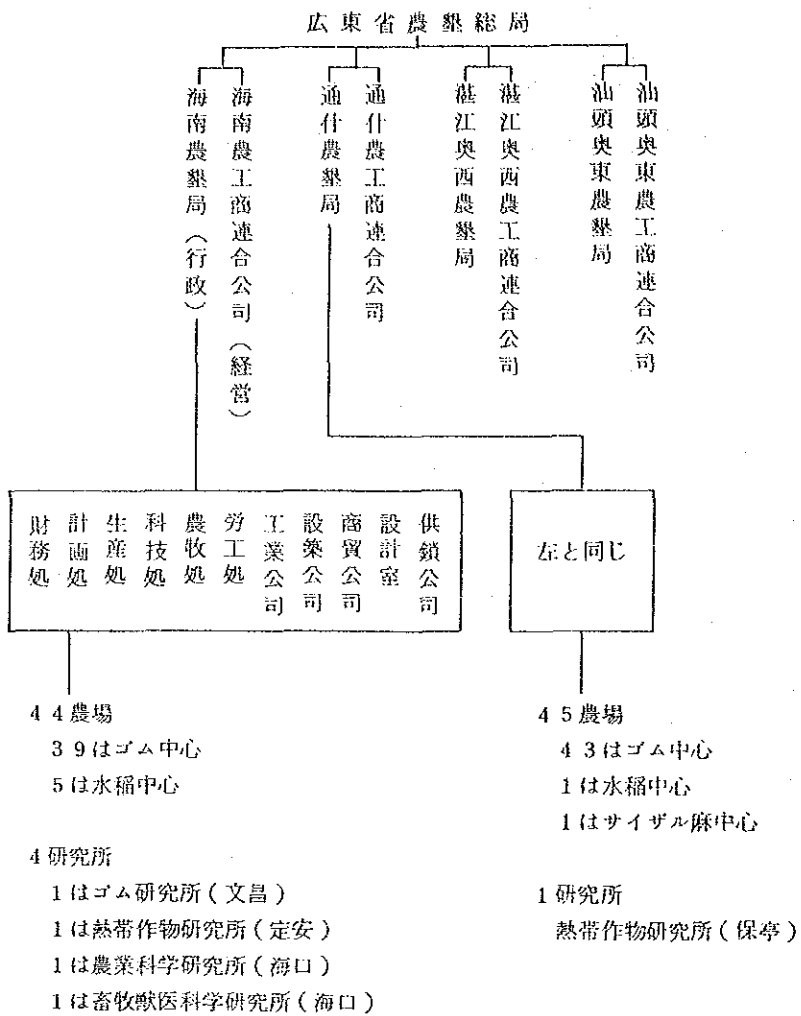 広東省農墾総局
海南農墾局（行政）
海南農工商連合公司（経営）
通什農墾局
通什農工商連合公司
湛江奥西農墾局
湛江奥西農工商連合公司
汕頭奥東農墾局
汕頭奥東農工商連合公司
財務処
計画処
生産処
科技処
農牧処
労工処
工業公司
設築公司
商貿公司
設計室
供鎖公司
左と同じ
44農場
39はゴム中心
5は水稲中心
4研究所
1はゴム研究所（文昌）
1は熱帯作物研究所（定安）
1は農業科学研究所（海口）
1は畜牧獣医科学研究所（海口）
45農場
43はゴム中心
1は水稲中心
1はサイザル麻中心
1研究所
熱帯作物研究所（保亭）